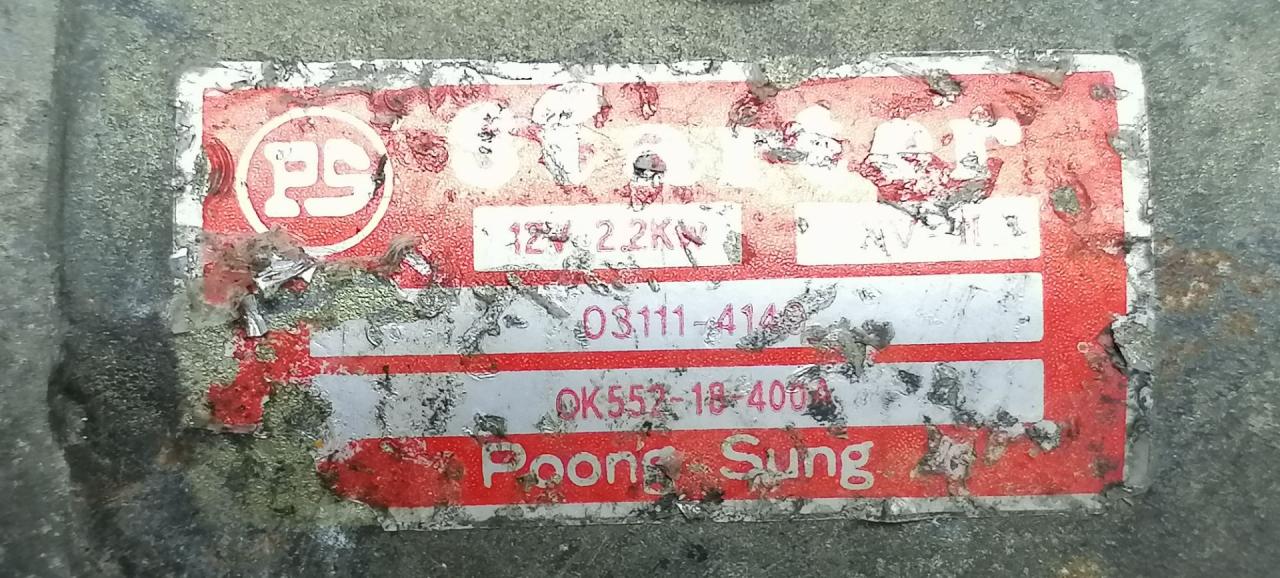 PS Starter
12V 2.2KW
03111-4140
0K552-18-400A
Poong Sung